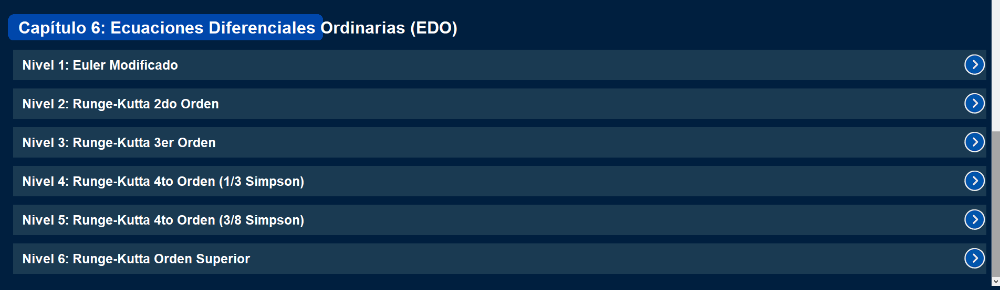 Capítulo 6: Ecuaciones Diferenciales Ordinarias (EDO)
Nivel 1: Euler Modificado
Nivel 2: Runge-Kutta 2do Orden
Nivel 3: Runge-Kutta 3er Orden
Nivel 4: Runge-Kutta 4to Orden (1/3 Simpson)
Nivel 5: Runge-Kutta 4to Orden (3/8 Simpson)
Nivel 6: Runge-Kutta Orden Superior